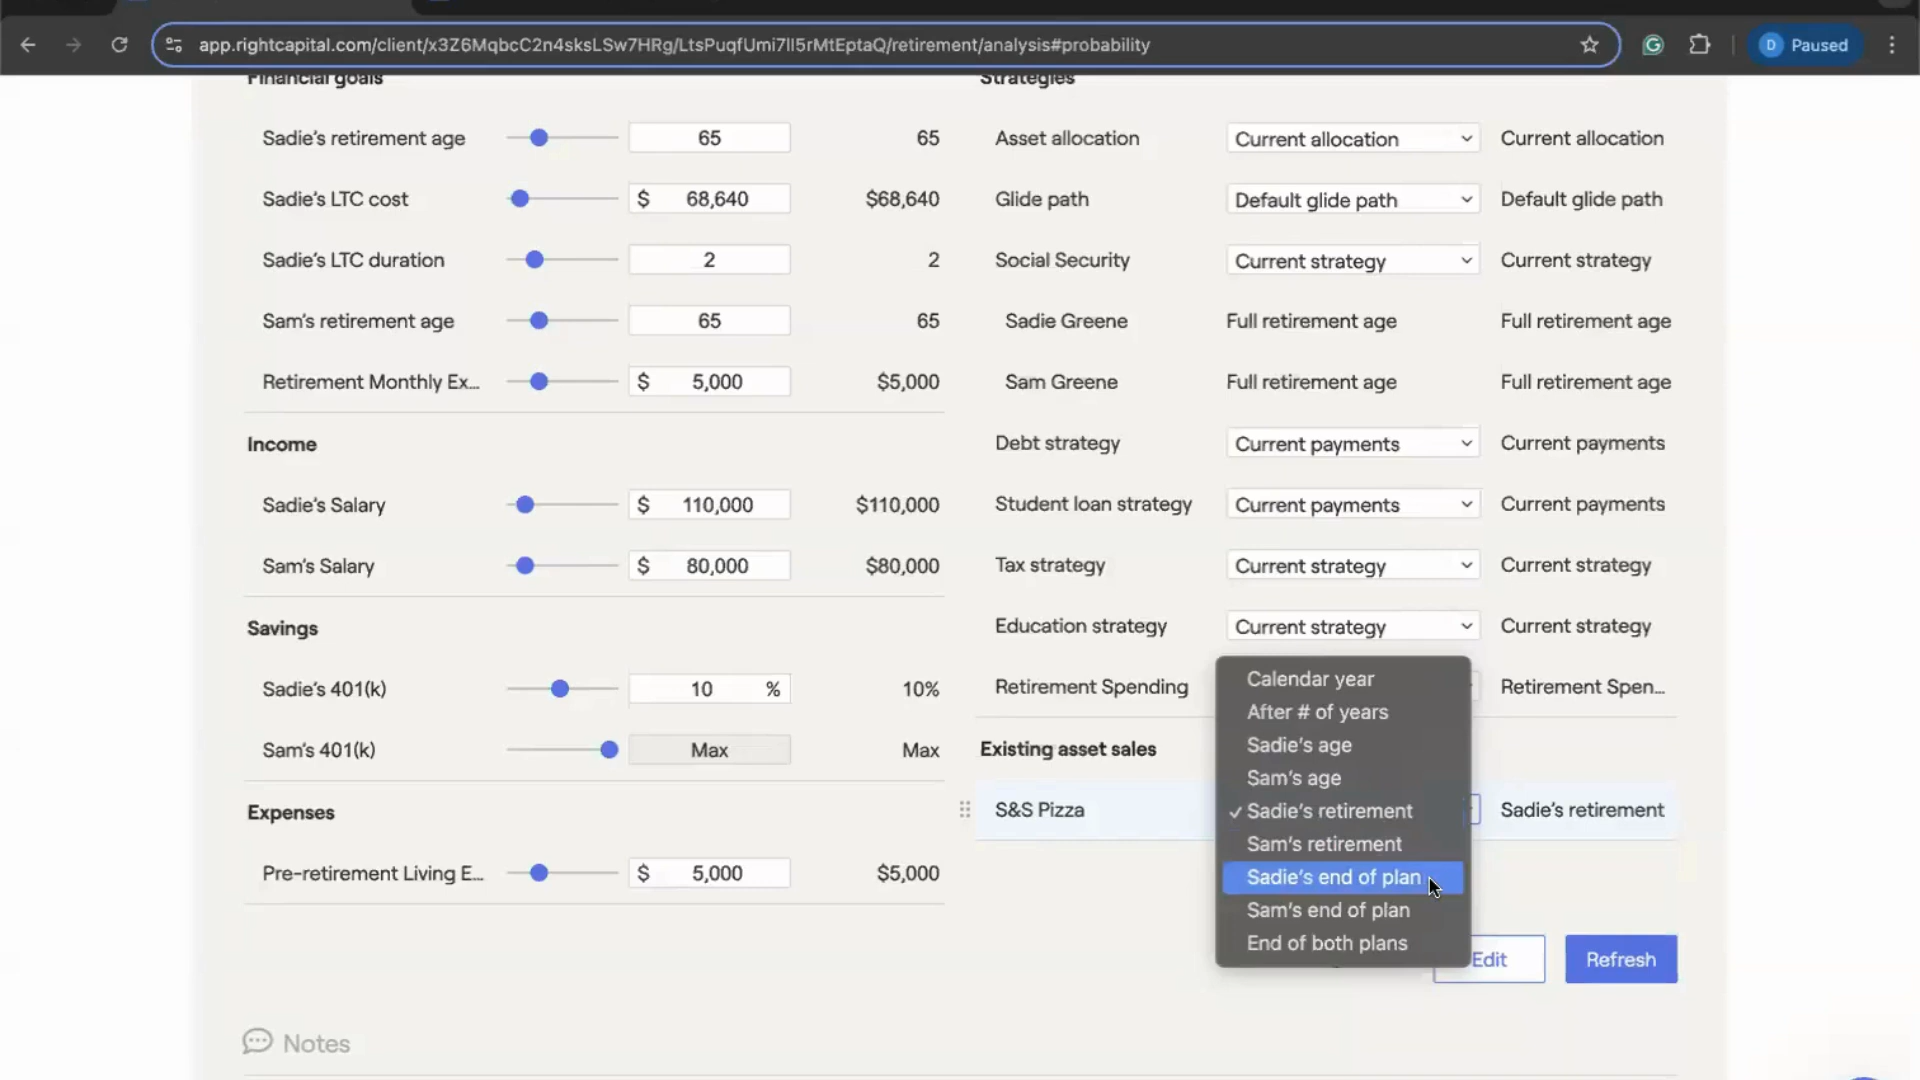 app.rightcapital.com/client/x3Z6MqbcC2n4sksLSw7HRg/LtsPuqfUmi7lI5rMtEptaQ/retirement/analysis#probability
D Paused
Financial goals
Sadie's retirement age 65 65
Sadie's LTC cost $ 68,640 $68,640
Sadie's LTC duration 2 2
Sam's retirement age 65 65
Retirement Monthly Ex... $ 5,000 $5,000
Income
Sadie's Salary $ 110,000 $110,000
Sam's Salary $ 80,000 $80,000
Savings
Sadie's 401(k) 10 % 10%
Sam's 401(k) Max Max
Expenses
Pre-retirement Living E... $ 5,000 $5,000
Strategies
Asset allocation Current allocation Current allocation
Glide path Default glide path Default glide path
Social Security Current strategy Current strategy
Sadie Greene Full retirement age Full retirement age
Sam Greene Full retirement age Full retirement age
Debt strategy Current payments Current payments
Student loan strategy Current payments Current payments
Tax strategy Current strategy Current strategy
Education strategy Current strategy Current strategy
Retirement Spending Retirement Spen...
Existing asset sales
S&S Pizza Sadie's retirement
Calendar year
After # of years
Sadie's age
Sam's age
✓ Sadie's retirement
Sam's retirement
Sadie's end of plan
Sam's end of plan
End of both plans
Edit Refresh
Notes